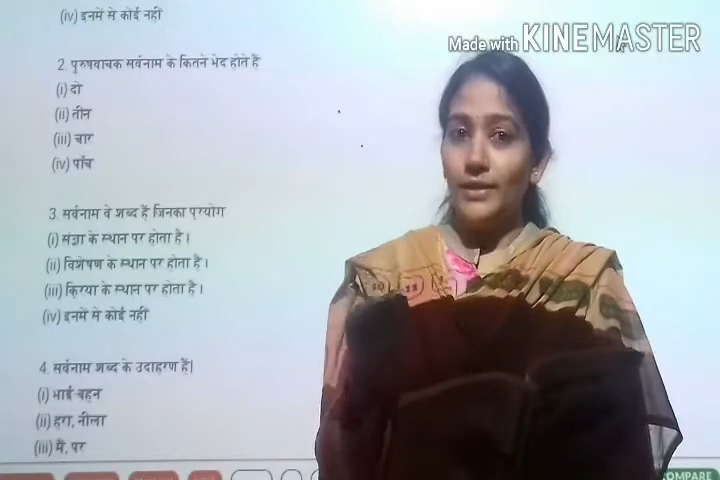 (iv) इनमें से कोई नहीं
Made with KINEMASTER
2. पुरुषवाचक सर्वनाम के कितने भेद होते हैं
(i) दो
(ii) तीन
(iii) चार
(iv) पाँच
3. सर्वनाम वे शब्द हैं जिनका प्रयोग
(i) संज्ञा के स्थान पर होता है।
(ii) विशेषण के स्थान पर होता है।
(iii) क्रिया के स्थान पर होता है।
(iv) इनमें से कोई नहीं
4. सर्वनाम शब्द के उदाहरण हैं।
(i) भाई-बहन
(ii) हरा, नीला
(iii) मैं, पर
COMPARE